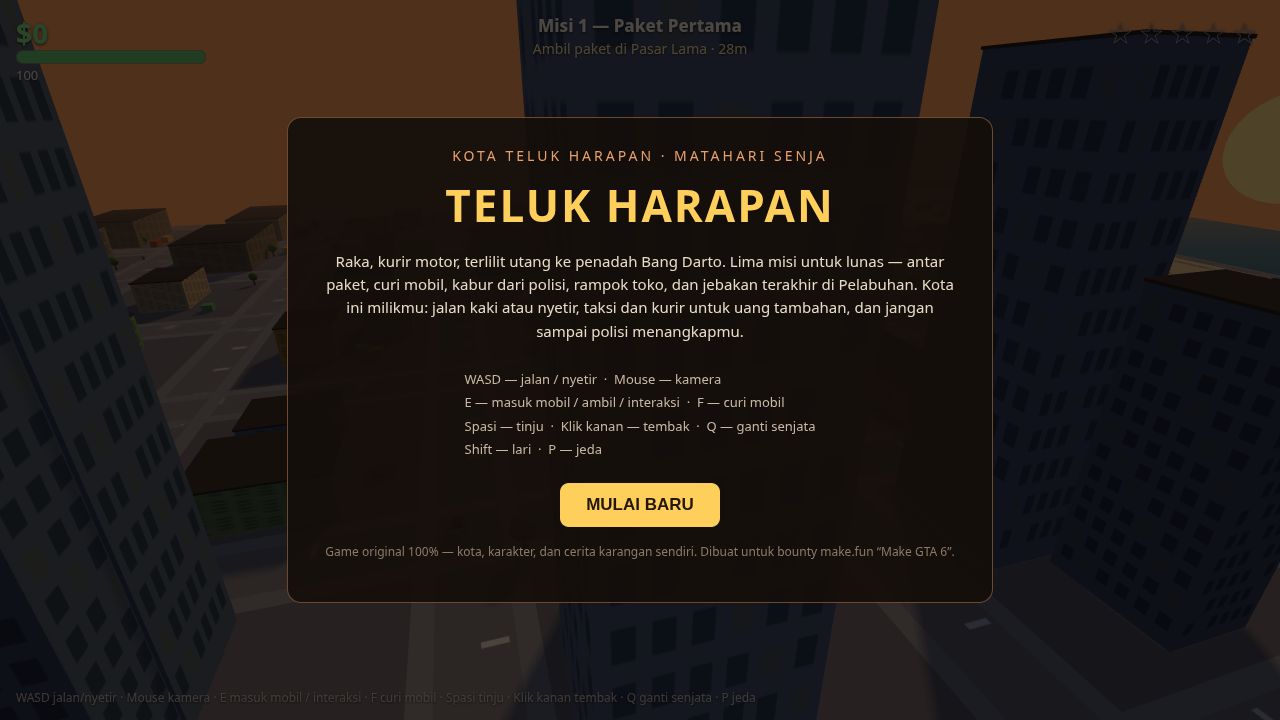 $0
100
Misi 1 — Paket Pertama
Ambil paket di Pasar Lama · 28m
☆ ☆ ☆ ☆ ☆
KOTA TELUK HARAPAN · MATAHARI SENJA
TELUK HARAPAN
Raka, kurir motor, terlilit utang ke penadah Bang Darto. Lima misi untuk lunas — antar
paket, curi mobil, kabur dari polisi, rampok toko, dan jebakan terakhir di Pelabuhan. Kota
ini milikmu: jalan kaki atau nyetir, taksi dan kurir untuk uang tambahan, dan jangan
sampai polisi menangkapmu.
WASD — jalan / nyetir · Mouse — kamera
E — masuk mobil / ambil / interaksi · F — curi mobil
Spasi — tinju · Klik kanan — tembak · Q — ganti senjata
Shift — lari · P — jeda
MULAI BARU
Game original 100% — kota, karakter, dan cerita karangan sendiri. Dibuat untuk bounty make.fun “Make GTA 6”.
WASD jalan/nyetir · Mouse kamera · E masuk mobil / interaksi · F curi mobil · Spasi tinju · Klik kanan tembak · Q ganti senjata · P jeda